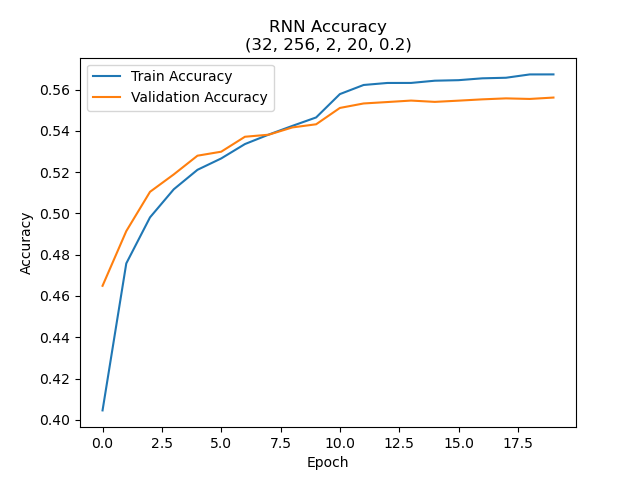 RNN Accuracy
(32, 256, 2, 20, 0.2)
Train Accuracy
Validation Accuracy
Accuracy
0.56
0.54
0.52
0.50
0.48
0.46
0.44
0.42
0.40
0.0 2.5 5.0 7.5 10.0 12.5 15.0 17.5
Epoch